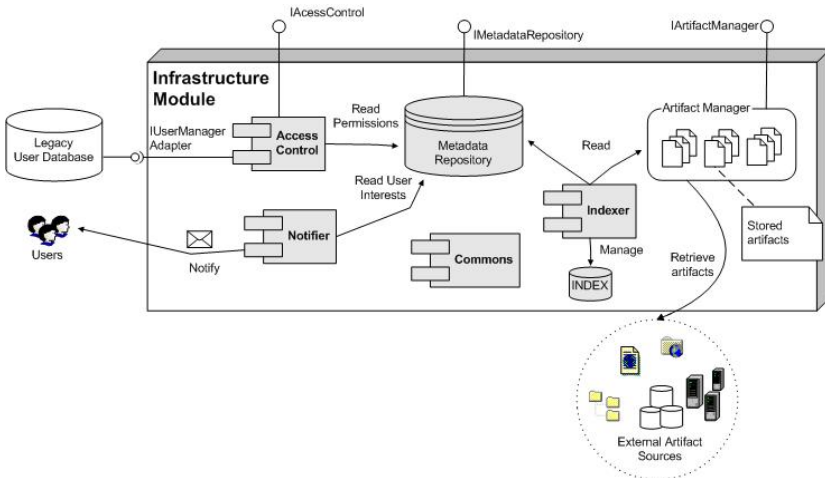 IAcessControl
IMetadataRepository
IArtifactManager
Infrastructure
Module
Legacy
User Database
IUserManager
Adapter
Access
Control
Read
Permissions
Metadata
Repository
Read
Artifact Manager
Read User
Interests
Indexer
Notifier
Users
Notify
Commons
Manage
INDEX
Retrieve
artifacts
Stored
artifacts
External Artifact
Sources